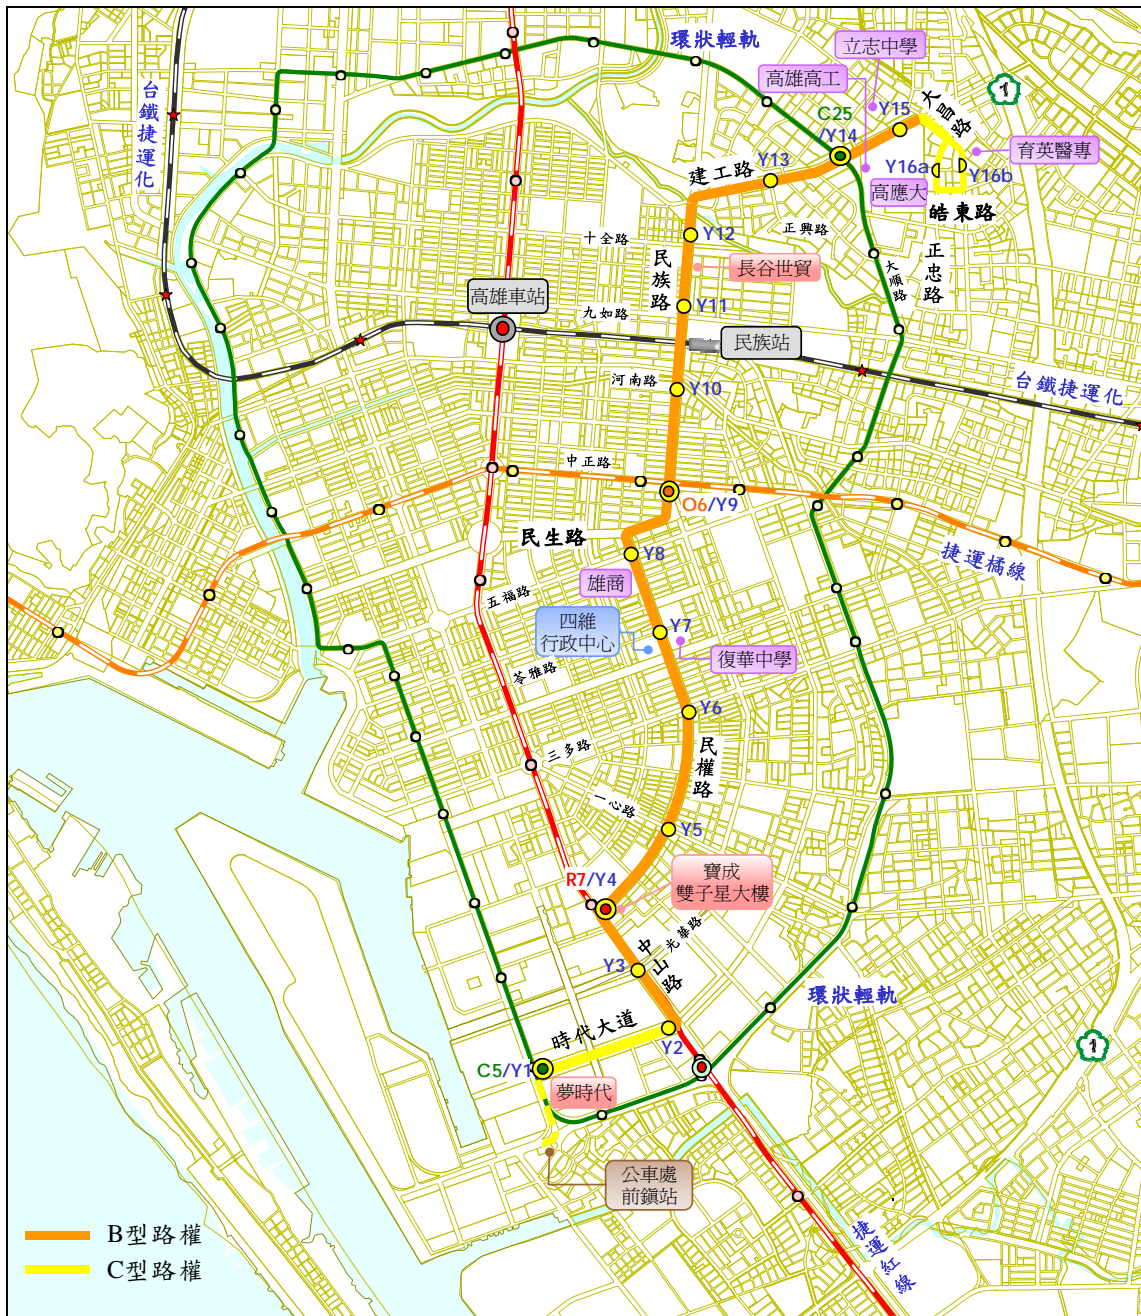 環狀輕軌
立志中學
高雄高工
1
台鐵捷運化
C25
/Y14
Y15
大昌路
育英醫專
Y13
建工路
Y16a
Y16b
高應大
皓東路
正興路
十全路
Y12
民族路
長谷世貿
大順路
正忠路
高雄車站
九如路
Y11
民族站
河南路
Y10
台鐵捷運化
中正路
O6/Y9
民生路
Y8
捷運橘線
雄商
五福路
四維
行政中心
Y7
復華中學
苓雅路
Y6
三多路
民權路
一心路
Y5
R7/Y4
寶成
雙子星大樓
光華路
中山路
Y3
環狀輕軌
時代大道
Y2
1
C5/Y1
夢時代
公車處
前鎮站
捷運紅線
B型路權
C型路權